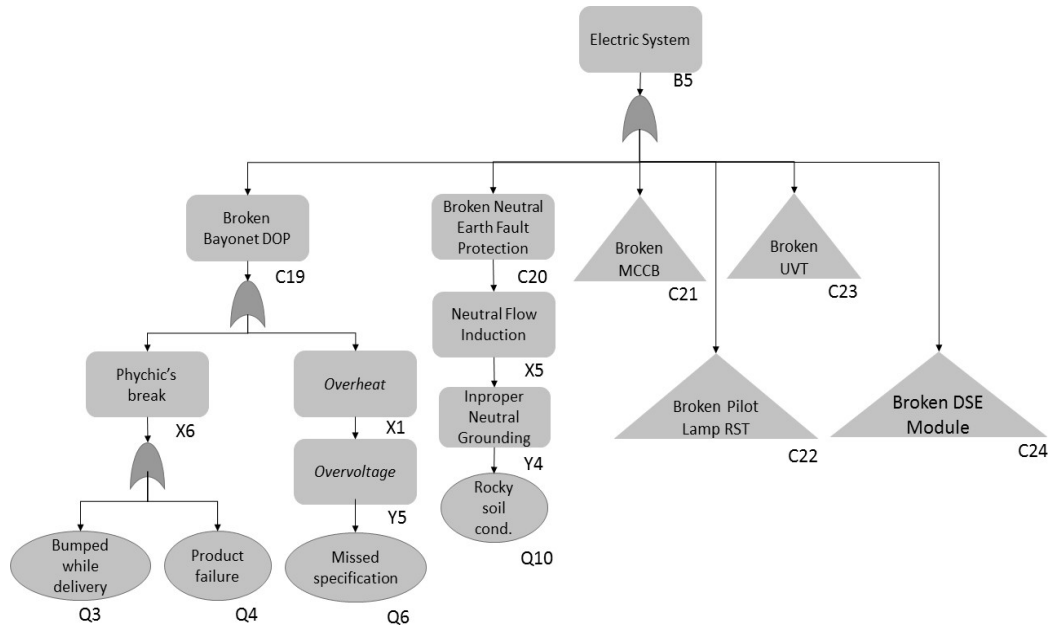 Electric System
B5
Broken
Bayonet DOP
C19
Broken Neutral
Earth Fault
Protection
C20
Broken
MCCB
C21
Broken
UVT
C23
Neutral Flow
Induction
X5
Phychic's
break
X6
Overheat
X1
Inproper
Neutral
Grounding
Y4
Broken Pilot
Lamp RST
C22
Broken DSE
Module
C24
Overvoltage
Y5
Rocky
soil
cond.
Q10
Bumped
while
delivery
Q3
Product
failure
Q4
Missed
specification
Q6